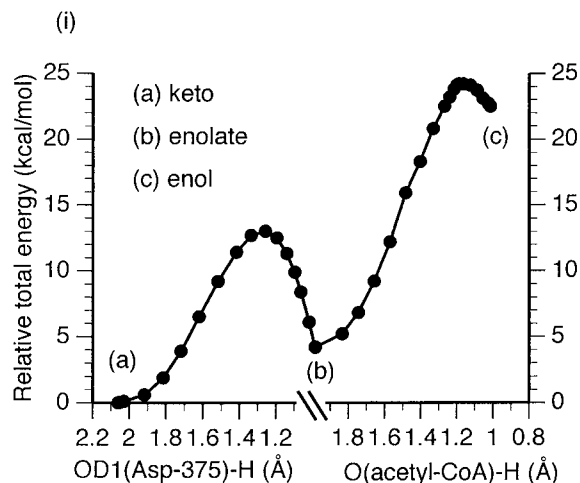 (i)
Relative total energy (kcal/mol)
25 25
(a) keto
20 (b) enolate 20
(c) enol
(c)
15 15
10 10
5 5
(a)
(b)
0 0
2.2 2 1.8 1.6 1.4 1.2 1.8 1.6 1.4 1.2 1 0.8
OD1(Asp-375)-H (Å) O(acetyl-CoA)-H (Å)